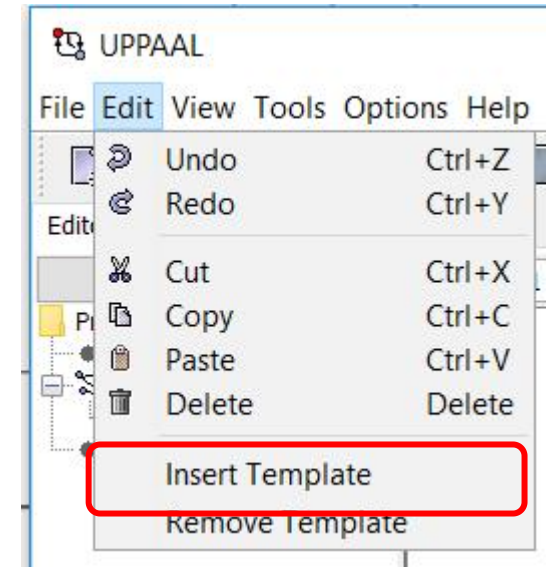 UPPAAL
File Edit View Tools Options Help
Undo Ctrl+Z
Redo Ctrl+Y
Cut Ctrl+X
Copy Ctrl+C
Paste Ctrl+V
Delete Delete
Insert Template
Remove Template